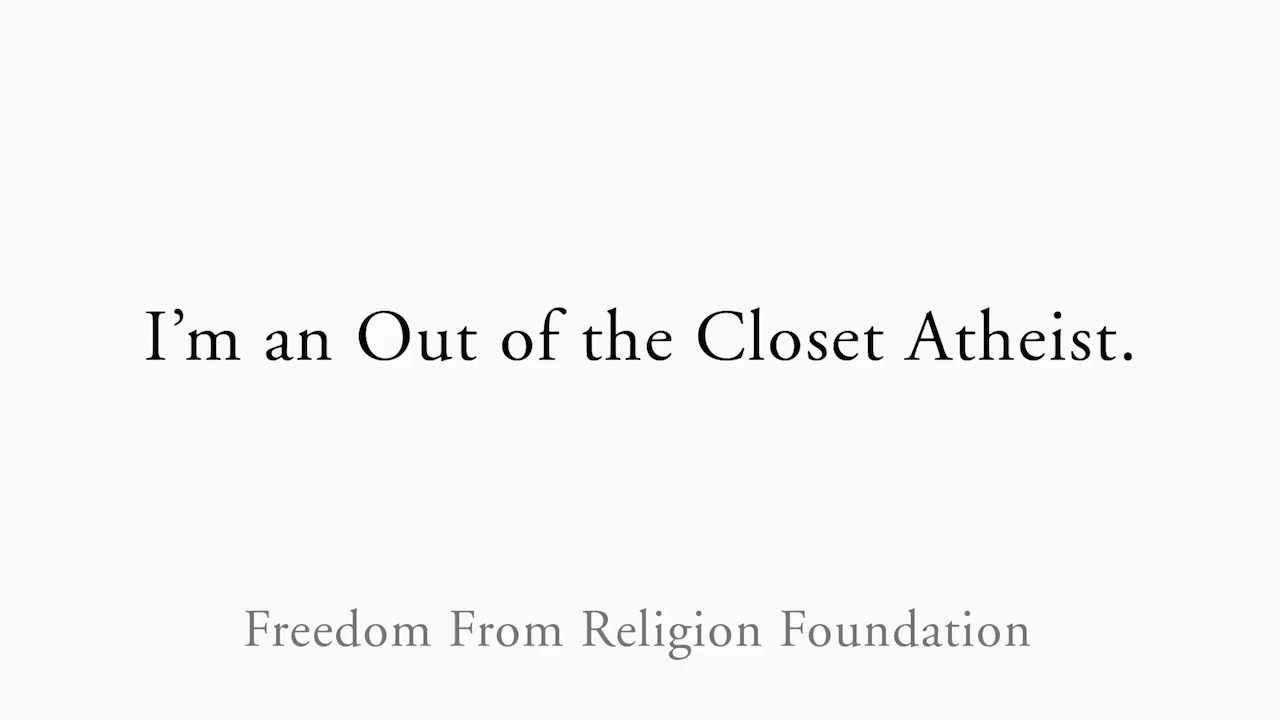 I’m an Out of the Closet Atheist.
Freedom From Religion Foundation